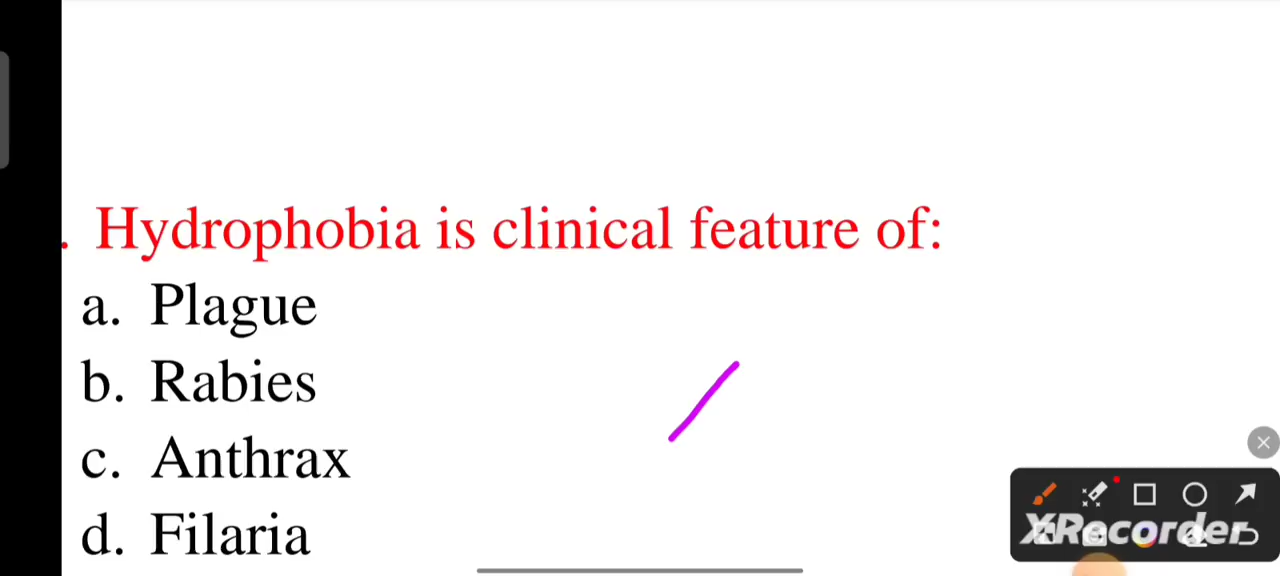 . Hydrophobia is clinical feature of:
a. Plague
b. Rabies
c. Anthrax
d. Filaria
XRecorder